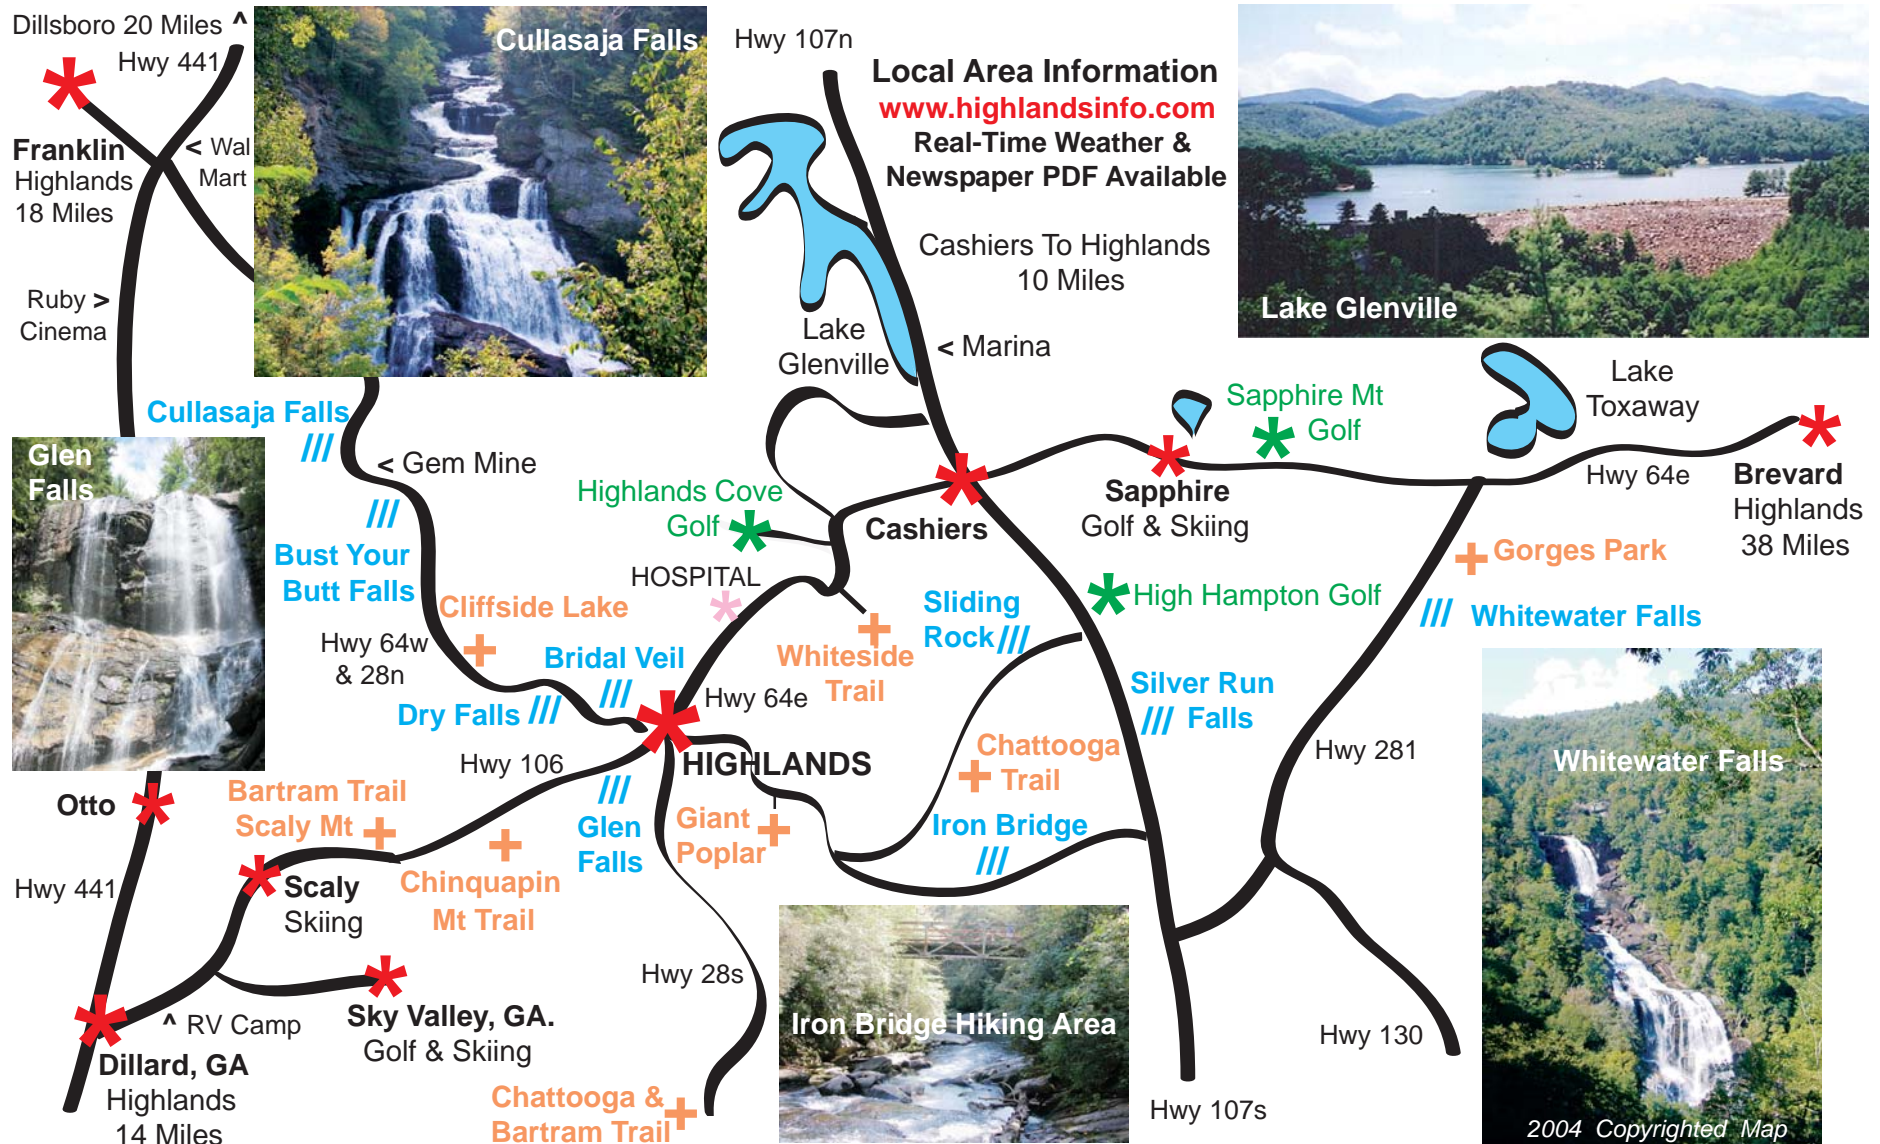 Dillsboro 20 Miles ^
Hwy 441
Franklin
Highlands
18 Miles
< Wal
Mart
Ruby >
Cinema
Cullasaja Falls
Hwy 107n
Local Area Information
www.highlandsinfo.com
Real-Time Weather &
Newspaper PDF Available
Cashiers To Highlands
10 Miles
Lake Glenville
Lake
Glenville
< Marina
Lake
Toxaway
Sapphire Mt
Golf
Hwy 64e
Brevard
Highlands
38 Miles
Sapphire
Golf & Skiing
Cashiers
Cullasaja Falls
< Gem Mine
Glen
Falls
Bust Your
Butt Falls
Highlands Cove
Golf
HOSPITAL
Cliffside Lake
Hwy 64w
& 28n
Bridal Veil
Dry Falls
Hwy 64e
Whiteside
Trail
Sliding
Rock
High Hampton Golf
Gorges Park
Whitewater Falls
Silver Run
Falls
Hwy 281
Whitewater Falls
HIGHLANDS
Hwy 106
Chattooga
Trail
Iron Bridge
Giant
Poplar
Glen
Falls
Otto
Bartram Trail
Scaly Mt
Chinquapin
Mt Trail
Hwy 441
Scaly
Skiing
Hwy 28s
Sky Valley, GA.
Golf & Skiing
^ RV Camp
Dillard, GA
Highlands
14 Miles
Chattooga &
Bartram Trail
Iron Bridge Hiking Area
Hwy 107s
Hwy 130
2004 Copyrighted Map